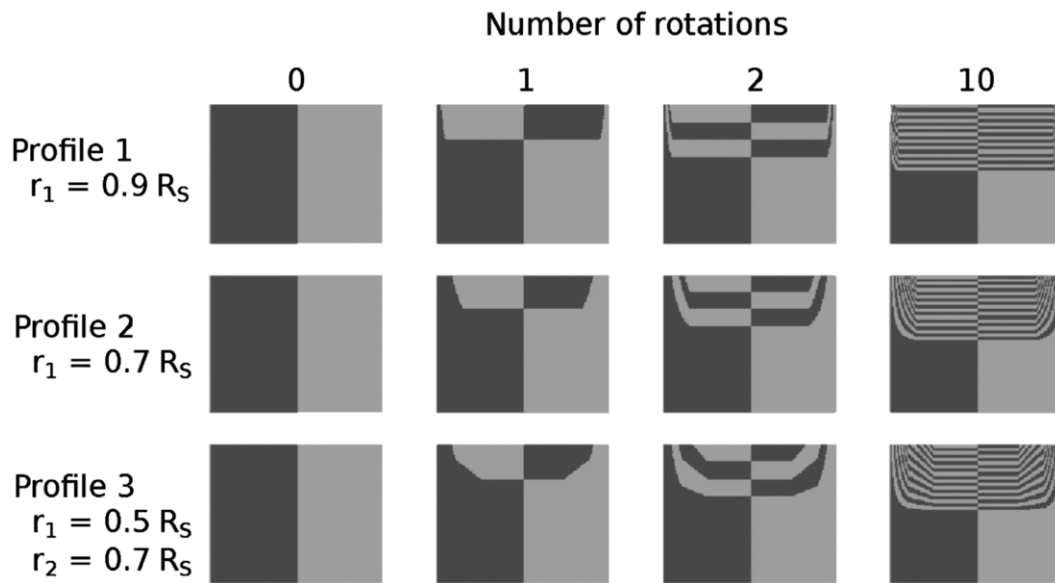 Number of rotations
0 1 2 10
Profile 1
r₁ = 0.9 Rₛ
Profile 2
r₁ = 0.7 Rₛ
Profile 3
r₁ = 0.5 Rₛ
r₂ = 0.7 Rₛ